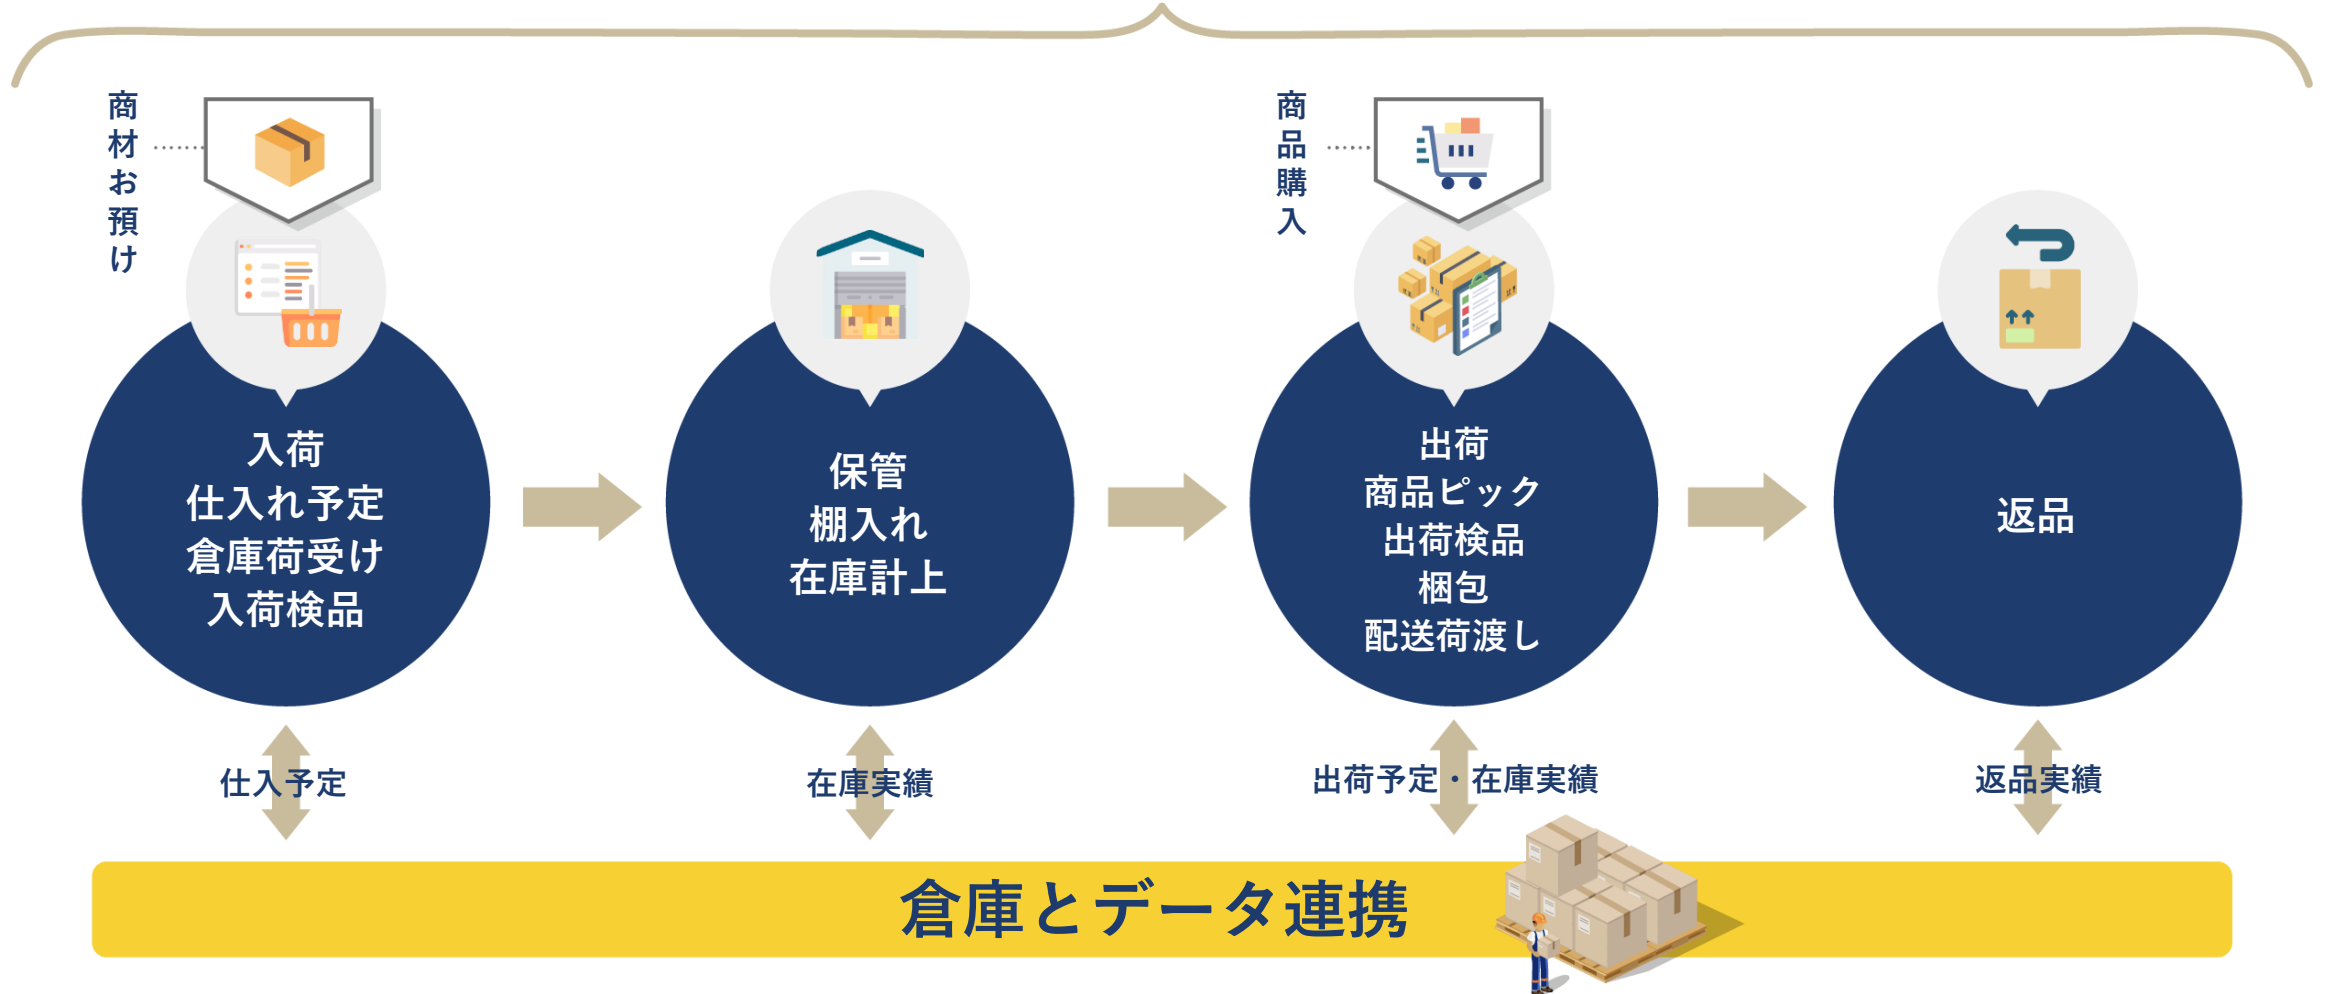 商材お預け
商品購入
入荷
仕入れ予定
倉庫荷受け
入荷検品
保管
棚入れ
在庫計上
出荷
商品ピック
出荷検品
梱包
配送荷渡し
返品
仕入予定
在庫実績
出荷予定・在庫実績
返品実績
倉庫とデータ連携